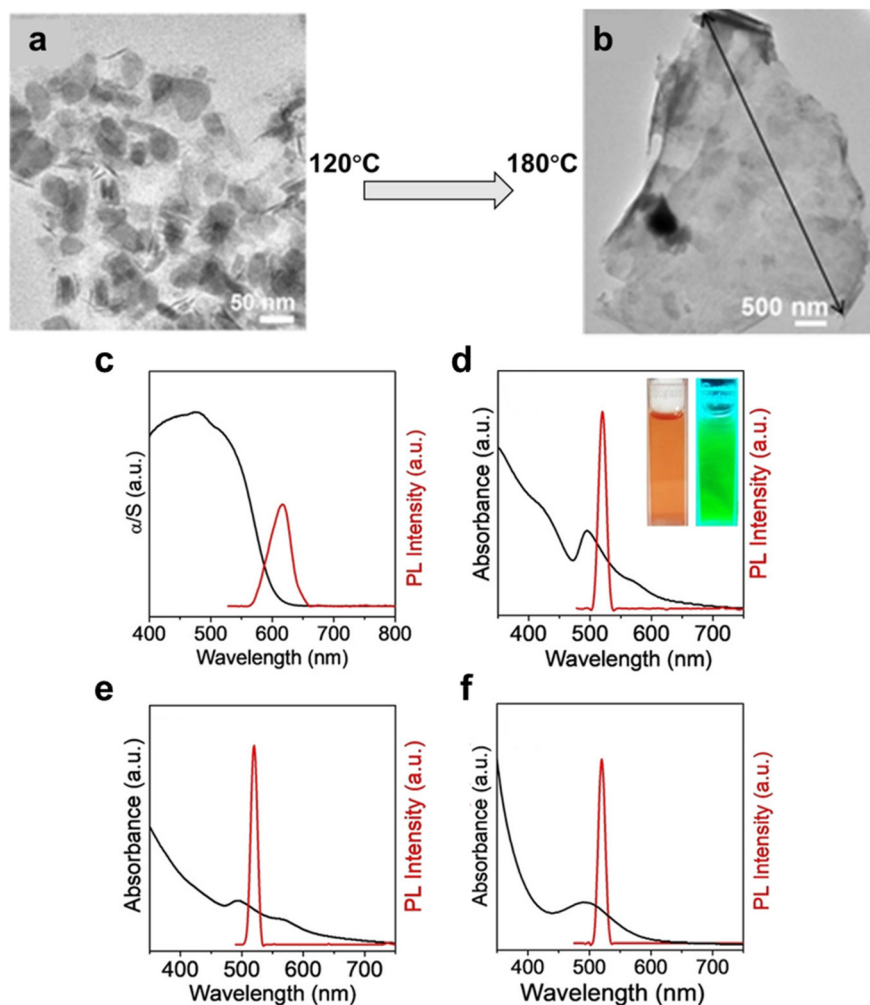 a
b
120°C
180°C
50 nm
500 nm
c
d
α/S (a.u.)
PL Intensity (a.u.)
400 500 600 700 800
Wavelength (nm)
Absorbance (a.u.)
PL Intensity (a.u.)
400 500 600 700
Wavelength (nm)
e
f
Absorbance (a.u.)
PL Intensity (a.u.)
400 500 600 700
Wavelength (nm)
Absorbance (a.u.)
PL Intensity (a.u.)
400 500 600 700
Wavelength (nm)